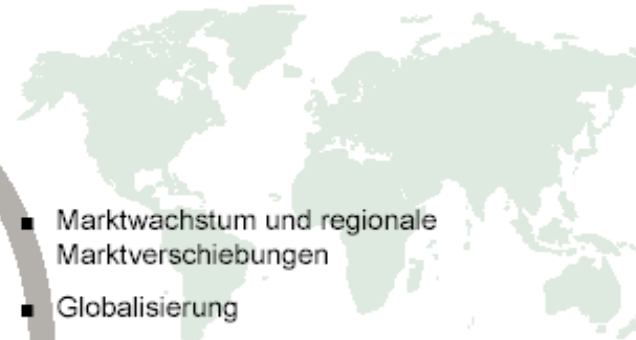 ■ Marktwachstum und regionale
Marktverschiebungen
■ Globalisierung